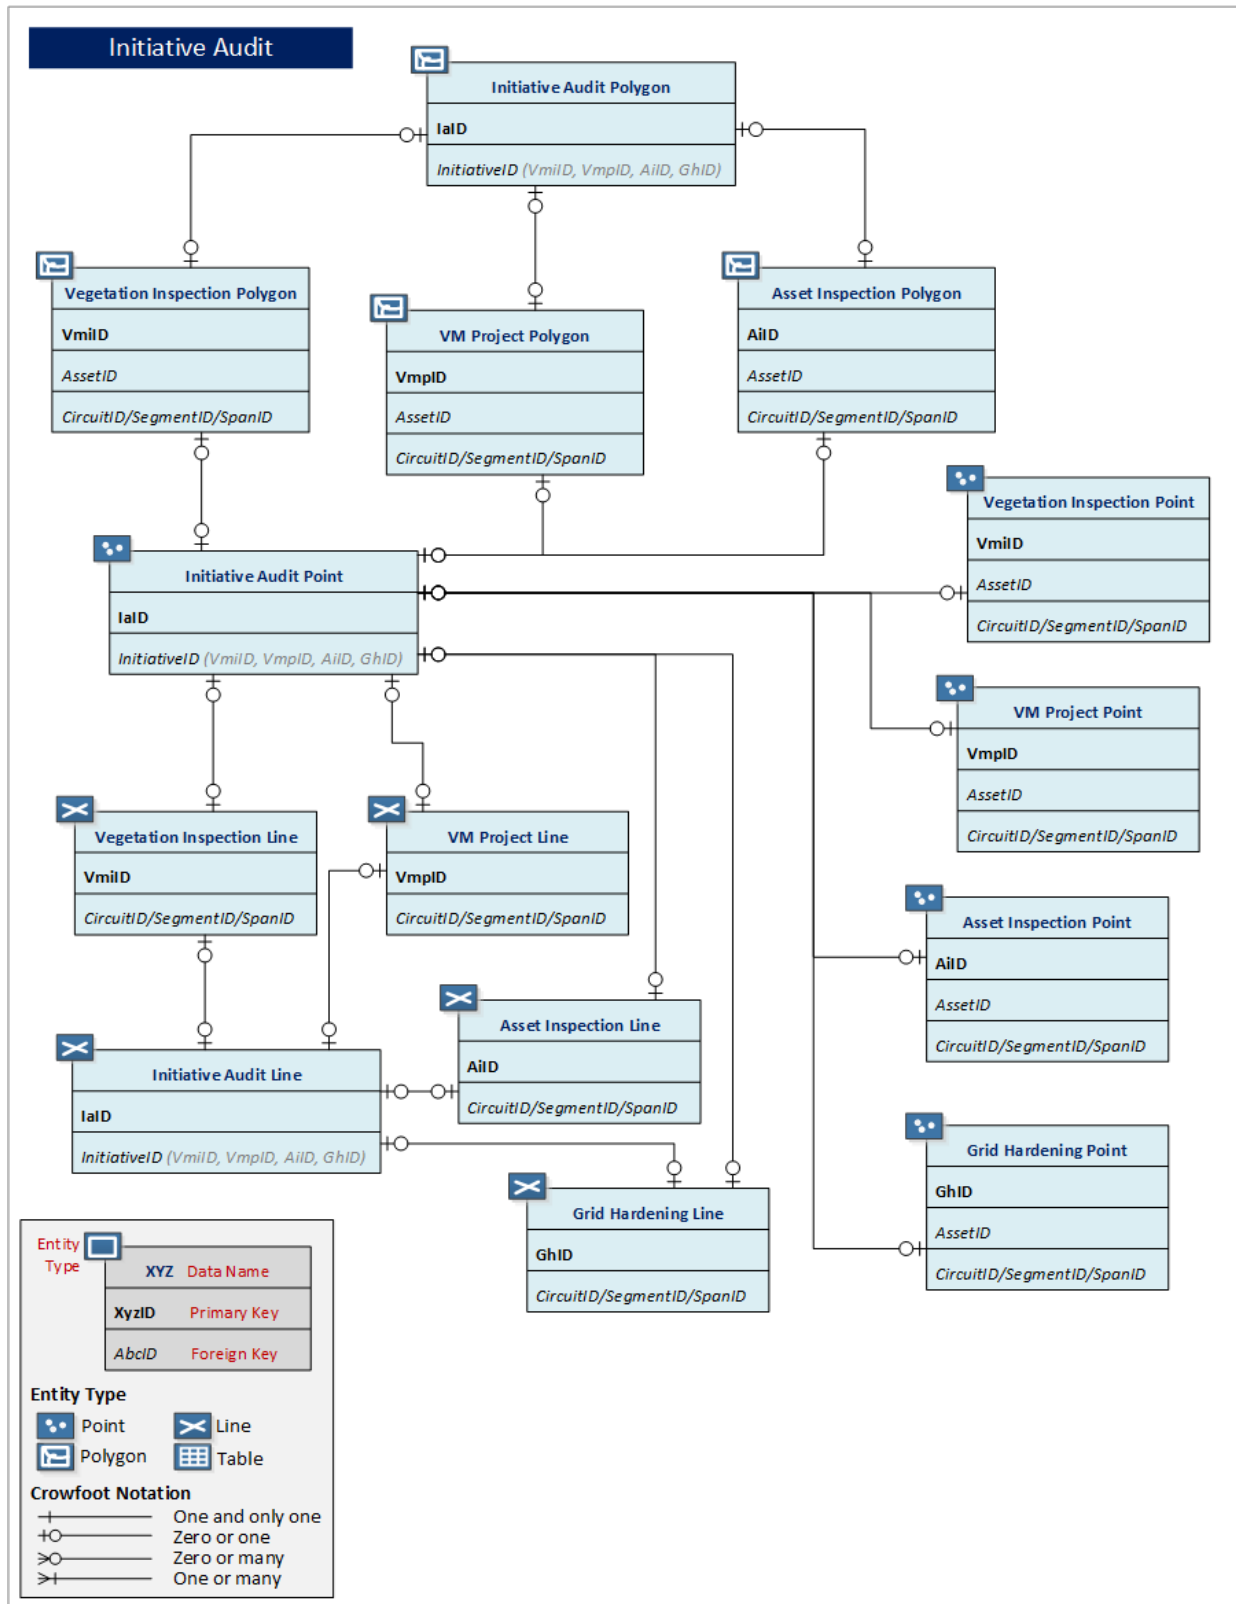 Initiative Audit
Initiative Audit Polygon
IaID
InitiativeID (VmiID, VmpID, AiID, GhID)
Vegetation Inspection Polygon
VmiID
AssetID
CircuitID/SegmentID/SpanID
VM Project Polygon
VmpID
AssetID
CircuitID/SegmentID/SpanID
Asset Inspection Polygon
AiID
AssetID
CircuitID/SegmentID/SpanID
Vegetation Inspection Point
VmiID
AssetID
CircuitID/SegmentID/SpanID
Initiative Audit Point
IaID
InitiativeID (VmiID, VmpID, AiID, GhID)
VM Project Point
VmpID
AssetID
CircuitID/SegmentID/SpanID
Vegetation Inspection Line
VmiID
CircuitID/SegmentID/SpanID
VM Project Line
VmpID
CircuitID/SegmentID/SpanID
Asset Inspection Point
AiID
AssetID
CircuitID/SegmentID/SpanID
Asset Inspection Line
AiID
CircuitID/SegmentID/SpanID
Initiative Audit Line
IaID
InitiativeID (VmiID, VmpID, AiID, GhID)
Grid Hardening Point
GhID
AssetID
CircuitID/SegmentID/SpanID
Grid Hardening Line
GhID
CircuitID/SegmentID/SpanID
Entity
Type
XYZ Data Name
XyzID Primary Key
AbcID Foreign Key
Entity Type
Point Line
Polygon Table
Crowfoot Notation
One and only one
Zero or one
Zero or many
One or many